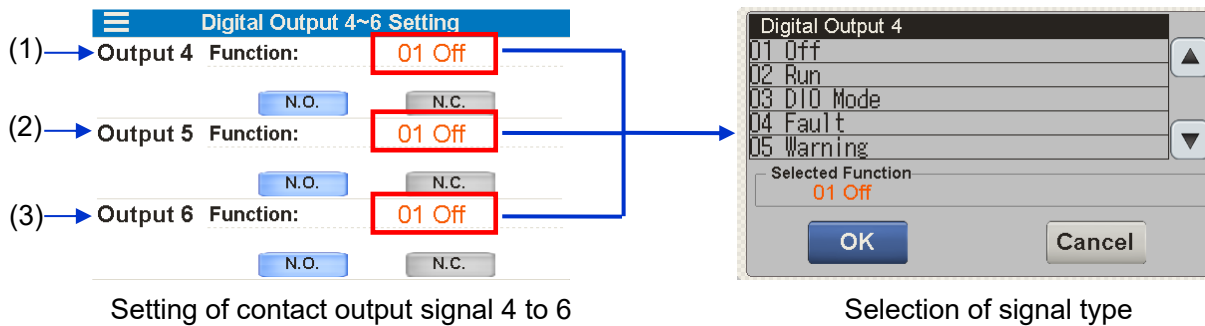 Digital Output 4~6 Setting
(1) Output 4 Function: 01 Off
N.O. N.C.
(2) Output 5 Function: 01 Off
N.O. N.C.
(3) Output 6 Function: 01 Off
N.O. N.C.
Setting of contact output signal 4 to 6
Digital Output 4
01 Off
02 Run
03 DIO Mode
04 Fault
05 Warning
Selected Function
01 Off
OK Cancel
Selection of signal type